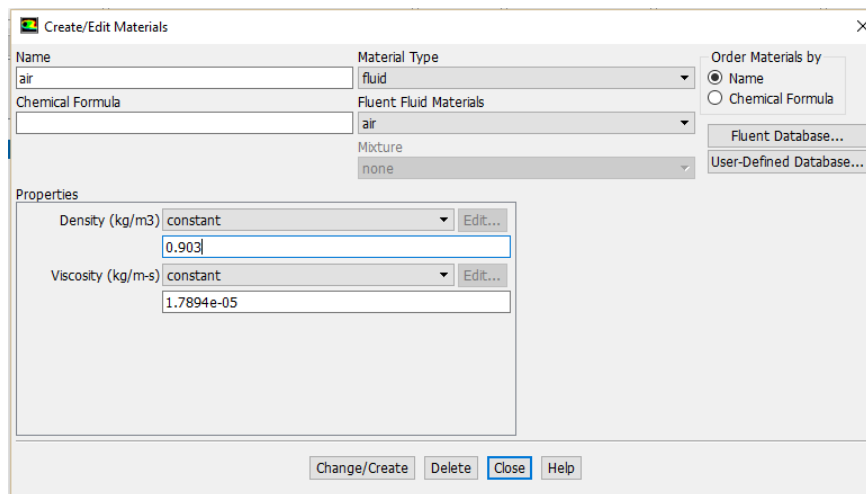 Create/Edit Materials
Name
air
Chemical Formula
Material Type
fluid
Fluent Fluid Materials
air
Mixture
none
Order Materials by
Name
Chemical Formula
Fluent Database...
User-Defined Database...
Properties
Density (kg/m3) constant Edit...
0.903
Viscosity (kg/m-s) constant Edit...
1.7894e-05
Change/Create Delete Close Help